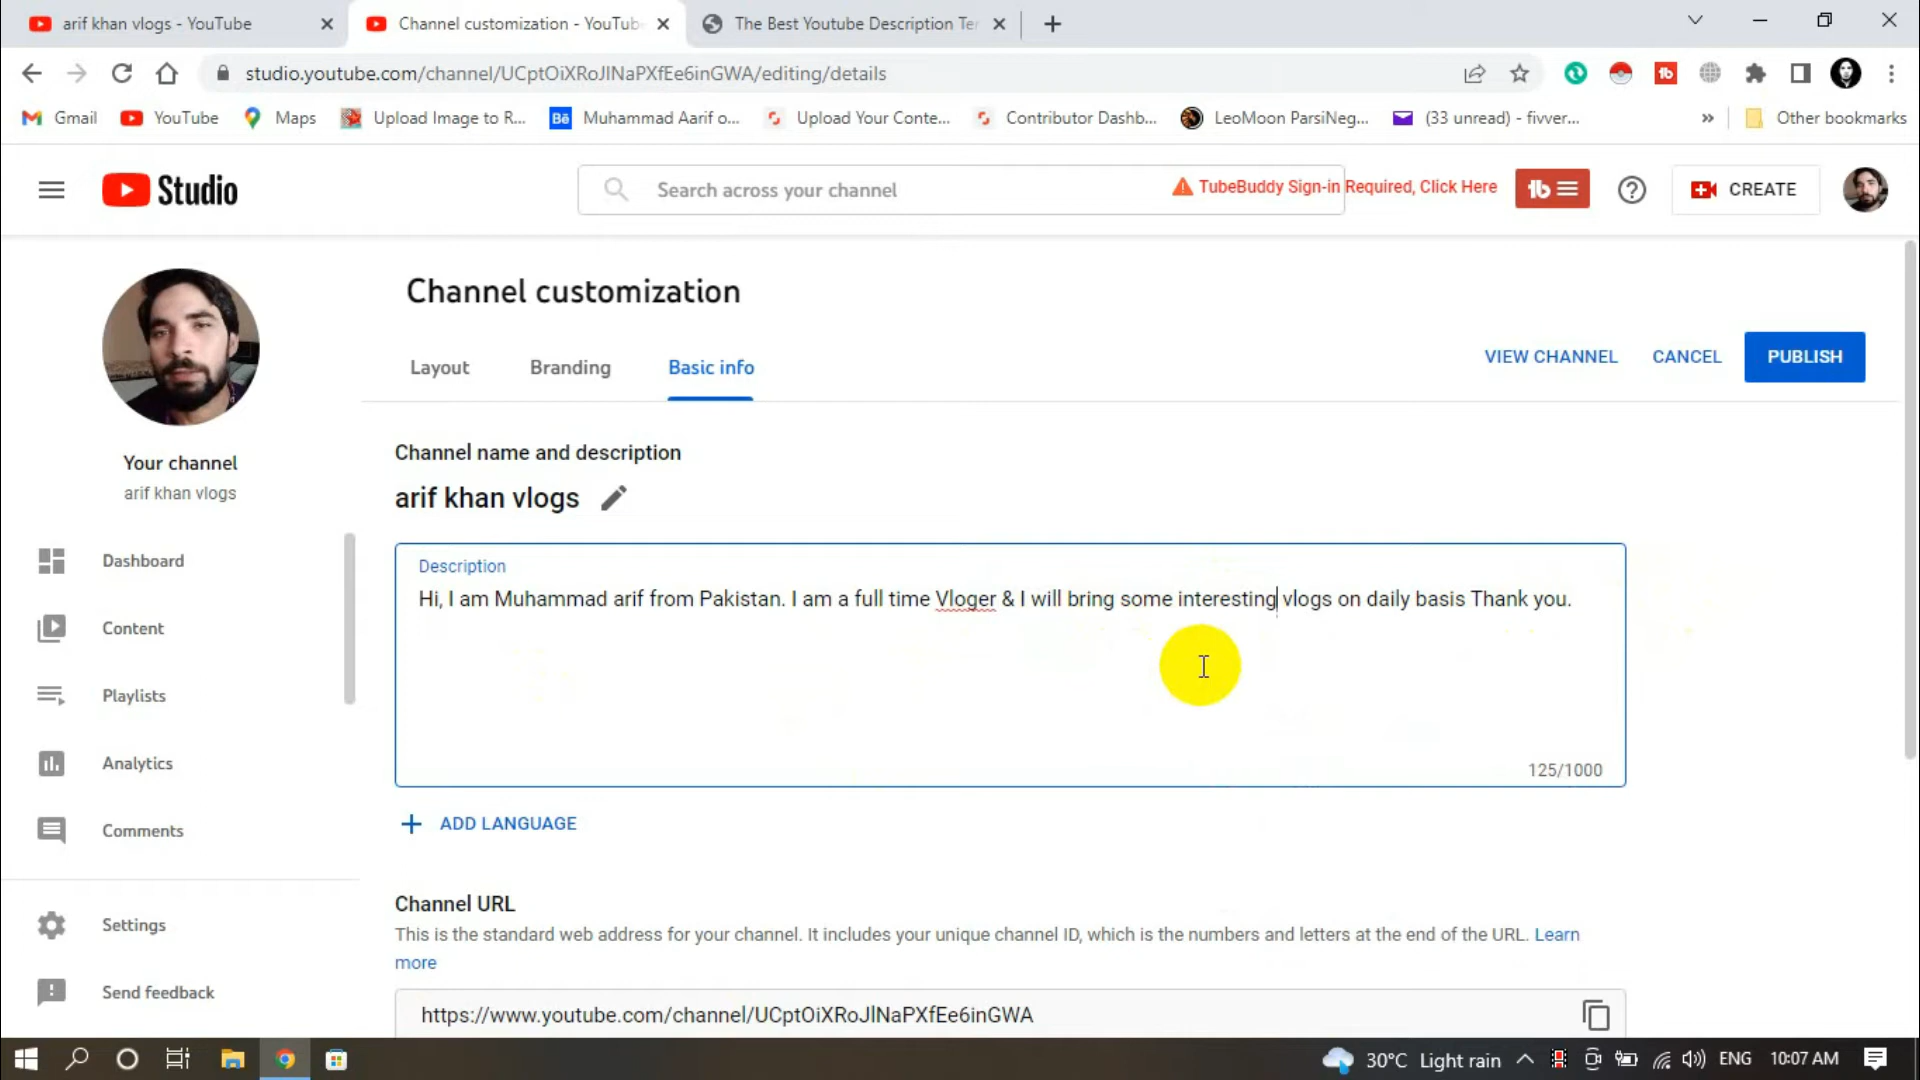 arif khan vlogs - YouTube
Channel customization - YouTub
The Best Youtube Description Ter
studio.youtube.com/channel/UCptOiXRoJlNaPXfEe6inGWA/editing/details
Gmail
YouTube
Maps
Upload Image to R...
Bē
Muhammad Aarif o...
Upload Your Conte...
Contributor Dashb...
LeoMoon ParsiNeg...
(33 unread) - fivver...
»
Other bookmarks
Studio
Search across your channel
TubeBuddy Sign-in Required, Click Here
CREATE
Channel customization
Layout
Branding
Basic info
VIEW CHANNEL
CANCEL
PUBLISH
Your channel
arif khan vlogs
Dashboard
Content
Playlists
Analytics
Comments
Settings
Send feedback
Channel name and description
arif khan vlogs
Description
Hi, I am Muhammad arif from Pakistan. I am a full time Vloger & I will bring some interesting vlogs on daily basis Thank you.
125/1000
ADD LANGUAGE
Channel URL
This is the standard web address for your channel. It includes your unique channel ID, which is the numbers and letters at the end of the URL. Learn
more
https://www.youtube.com/channel/UCptOiXRoJlNaPXfEe6inGWA
30°C Light rain
ENG
10:07 AM